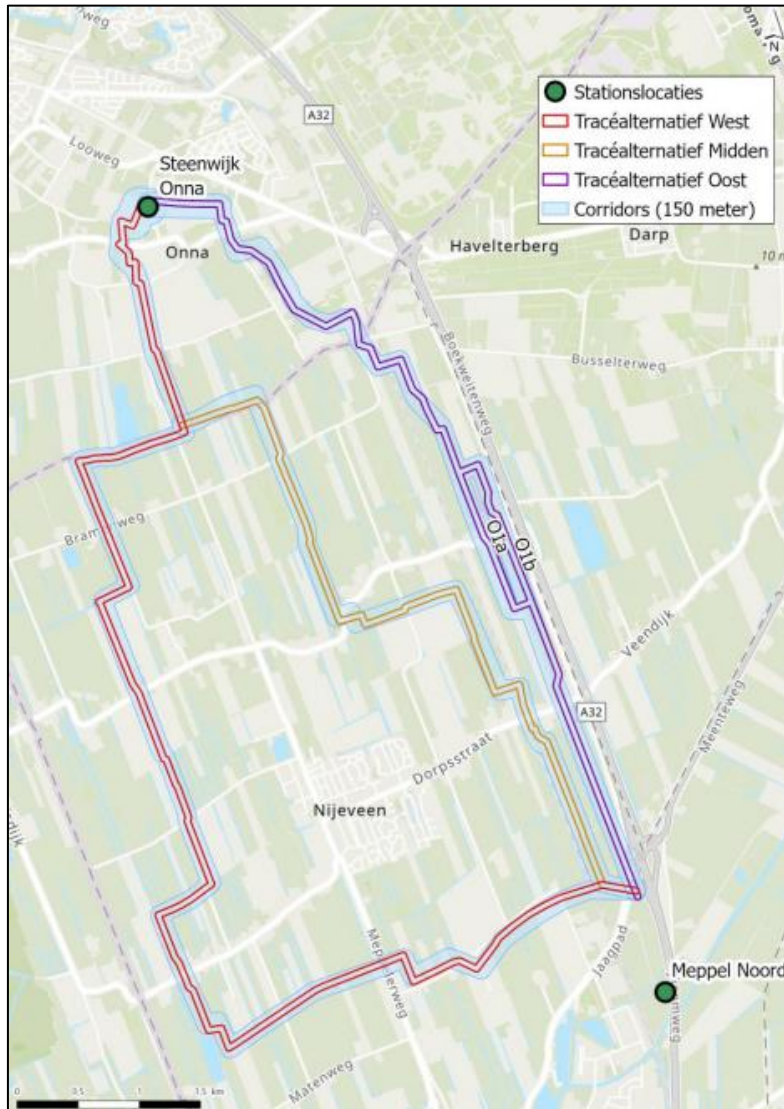 N
A32
Stationslocaties
Tracéalternatief West
Tracéalternatief Midden
Tracéalternatief Oost
Corridors (150 meter)
Looweg
Steenwijk
Onna
Onna
Havelterberg
Darp
10 m
Boekweitenweg
Busselterweg
O1a
O1b
Veendijk
A32
Meenteweg
Dorpsstraat
Nijeveen
Jaagpad
Meppel Noord
Matenweg
0 0.5 1 1.5 km